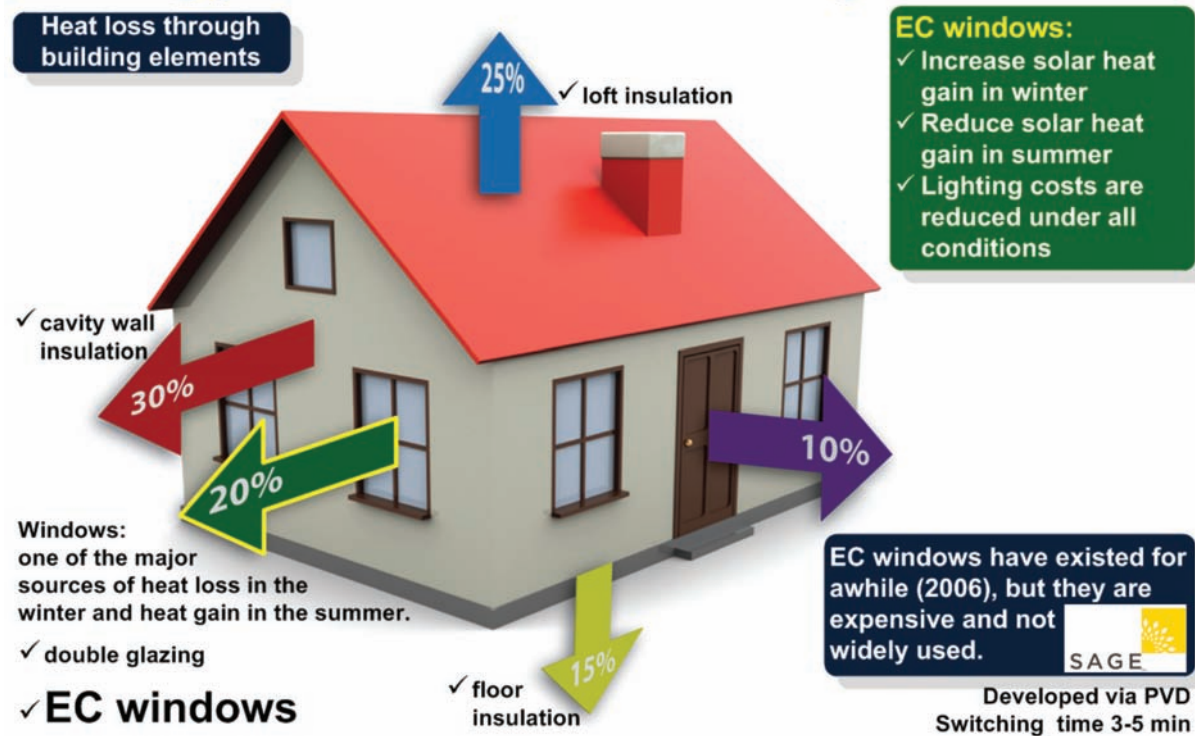 Heat loss through
building elements
25%
✓ loft insulation
EC windows:
✓ Increase solar heat
gain in winter
✓ Reduce solar heat
gain in summer
✓ Lighting costs are
reduced under all
conditions
✓ cavity wall
insulation
30%
20%
10%
Windows:
one of the major
sources of heat loss in the
winter and heat gain in the summer.
✓ double glazing
✓ EC windows
15%
✓ floor
insulation
EC windows have existed for
awhile (2006), but they are
expensive and not
widely used.
SAGE
Developed via PVD
Switching time 3-5 min